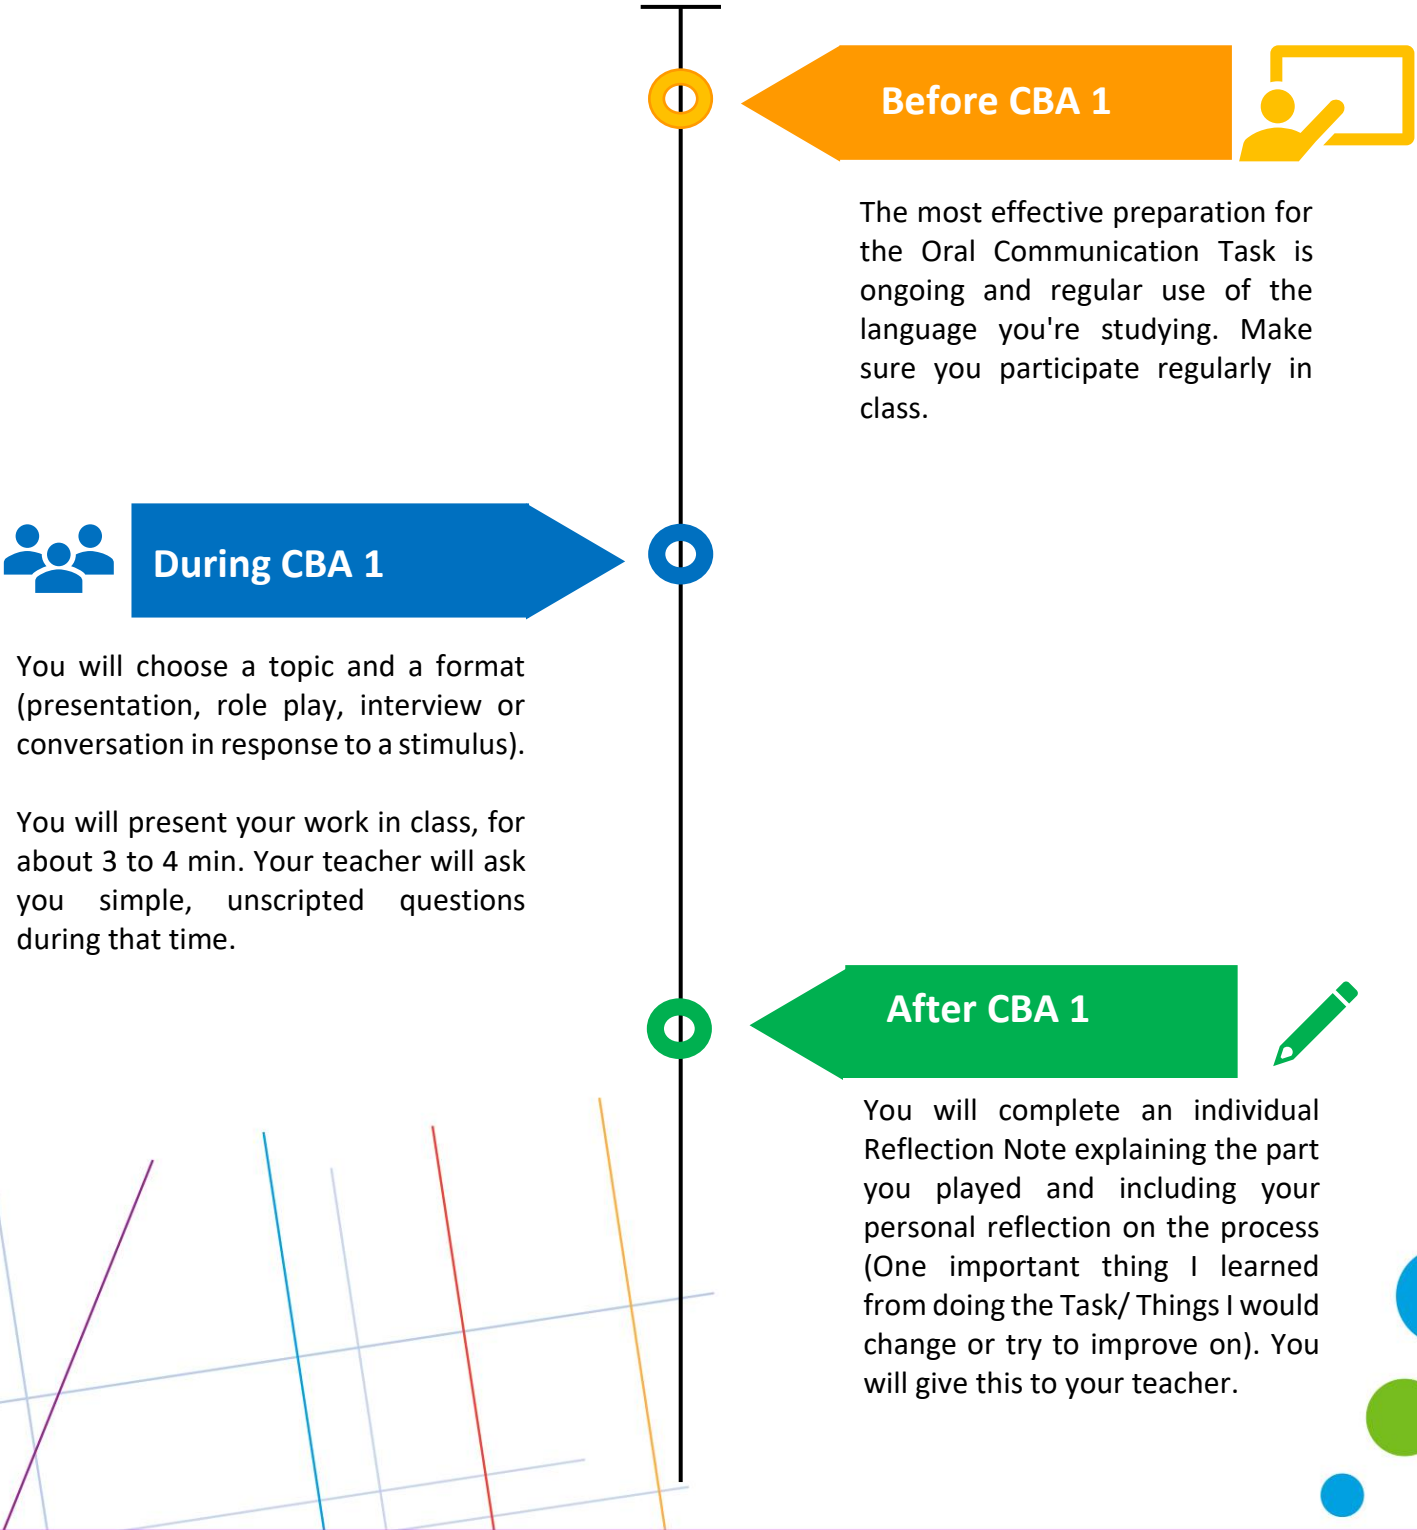 Before CBA 1
The most effective preparation for
the Oral Communication Task is
ongoing and regular use of the
language you're studying. Make
sure you participate regularly in
class.
During CBA 1
You will choose a topic and a format
(presentation, role play, interview or
conversation in response to a stimulus).
You will present your work in class, for
about 3 to 4 min. Your teacher will ask
you simple, unscripted questions
during that time.
After CBA 1
You will complete an individual
Reflection Note explaining the part
you played and including your
personal reflection on the process
(One important thing I learned
from doing the Task/ Things I would
change or try to improve on). You
will give this to your teacher.